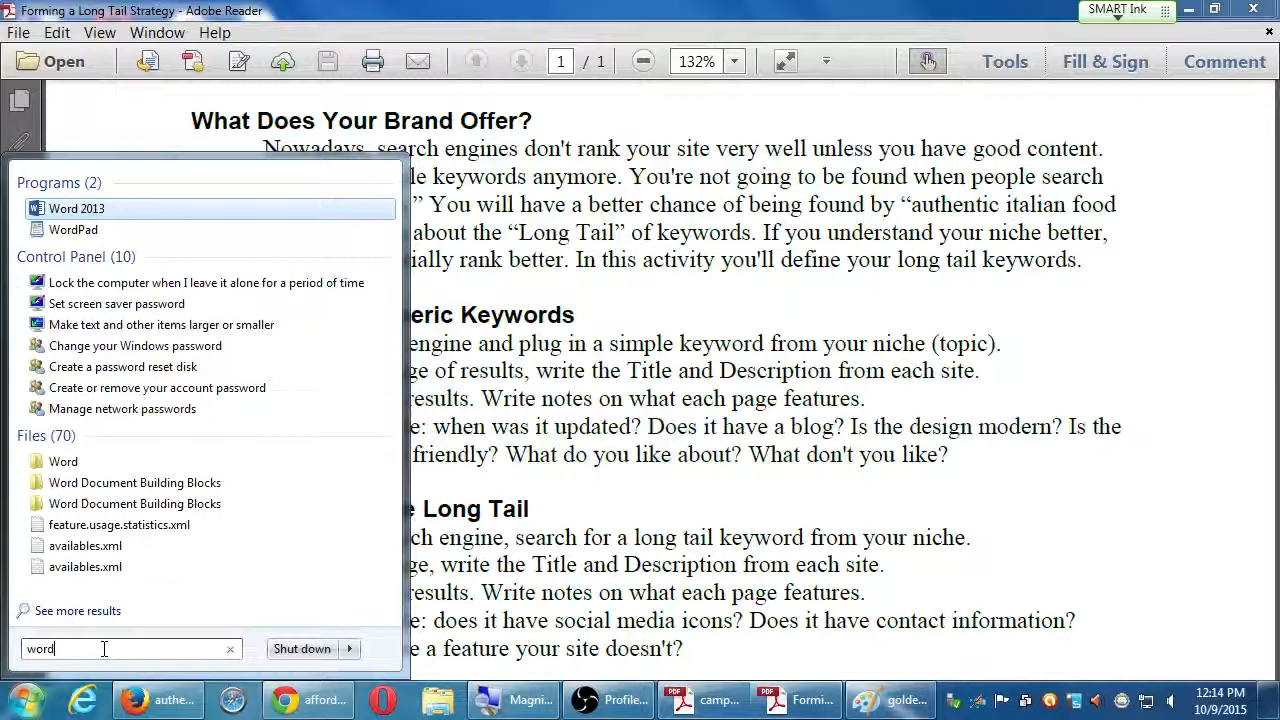 Forming a Long Tail Strategy - Adobe Reader
SMART Ink
File Edit View Window Help
Open 1 / 1 132% Tools Fill & Sign Comment
What Does Your Brand Offer?
Nowadays, search engines don't rank your site very well unless you have good content.
le keywords anymore. You're not going to be found when people search
." You will have a better chance of being found by “authentic italian food
about the “Long Tail” of keywords. If you understand your niche better,
ially rank better. In this activity you'll define your long tail keywords.
eric Keywords
engine and plug in a simple keyword from your niche (topic).
ge of results, write the Title and Description from each site.
results. Write notes on what each page features.
e: when was it updated? Does it have a blog? Is the design modern? Is the
friendly? What do you like about? What don't you like?
e Long Tail
ch engine, search for a long tail keyword from your niche.
ge, write the Title and Description from each site.
results. Write notes on what each page features.
e: does it have social media icons? Does it have contact information?
e a feature your site doesn't?
Programs (2)
Word 2013
WordPad
Control Panel (10)
Lock the computer when I leave it alone for a period of time
Set screen saver password
Make text and other items larger or smaller
Change your Windows password
Create a password reset disk
Create or remove your account password
Manage network passwords
Files (70)
Word
Word Document Building Blocks
Word Document Building Blocks
feature.usage.statistics.xml
availables.xml
availables.xml
See more results
word Shut down
authe... afford... Magni... Profile... camp... Formi... golde...
12:14 PM
10/9/2015